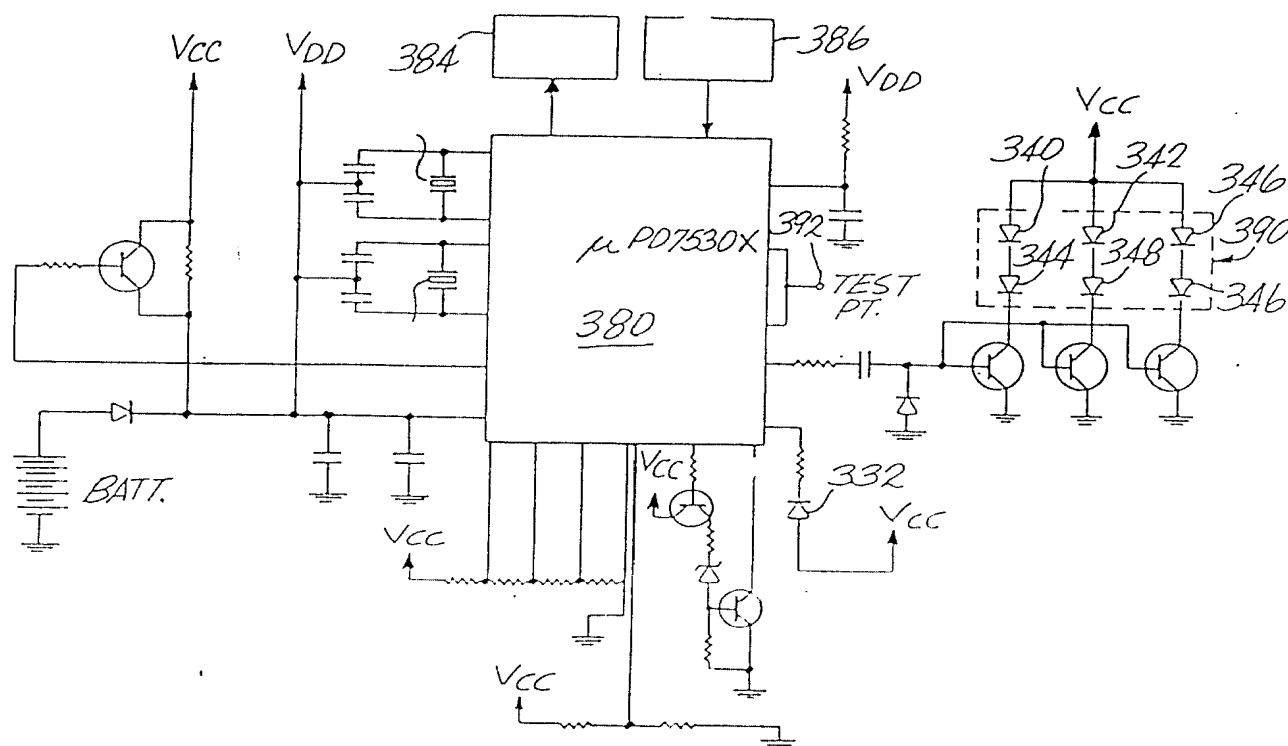 384
386
VCC
VDD
VDD
VCC
340
342
346
392
μPD7530X
390
344
348
346
TEST
PT.
380
BATT.
VCC
332
VCC
VCC
VCC